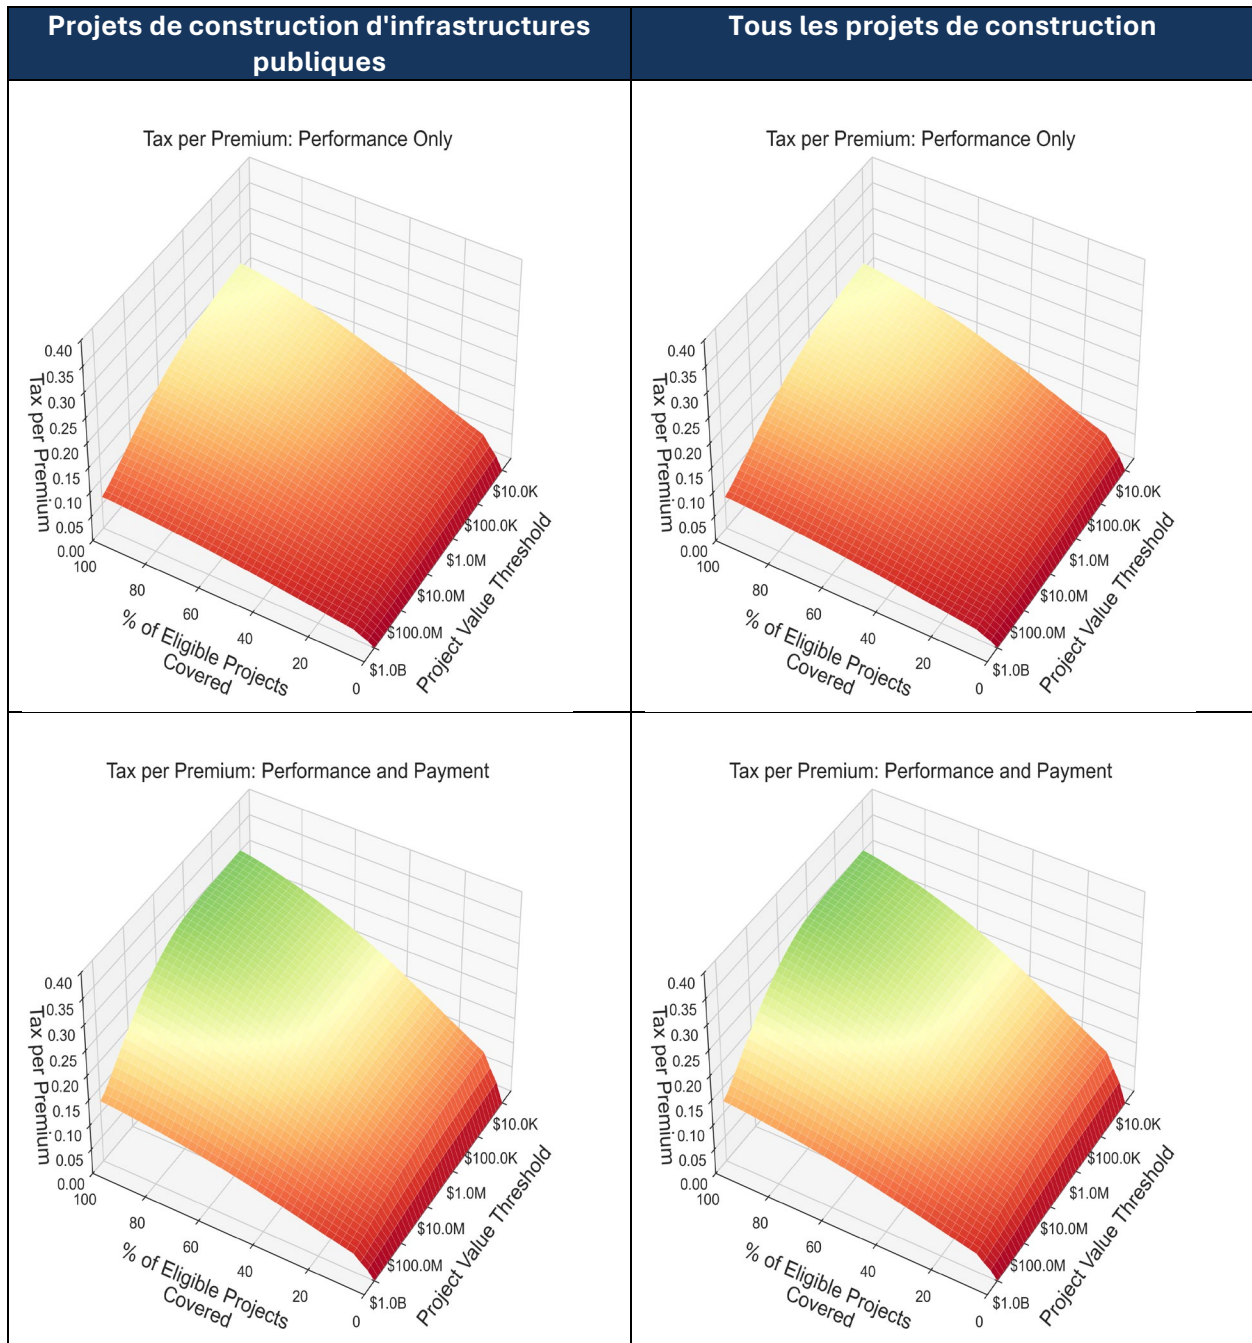 Projets de construction d'infrastructures
publiques
Tous les projets de construction
Tax per Premium: Performance Only
0.40
0.35
0.30
0.25
0.20
0.15
0.10
0.05
0.00
Tax per Premium
100
80
60
40
20
0
% of Eligible Projects
Covered
$10.0K
$100.0K
$1.0M
$10.0M
$100.0M
$1.0B
Project Value Threshold
Tax per Premium: Performance Only
0.40
0.35
0.30
0.25
0.20
0.15
0.10
0.05
0.00
Tax per Premium
100
80
60
40
20
0
% of Eligible Projects
Covered
$10.0K
$100.0K
$1.0M
$10.0M
$100.0M
$1.0B
Project Value Threshold
Tax per Premium: Performance and Payment
0.40
0.35
0.30
0.25
0.20
0.15
0.10
0.05
0.00
Tax per Premium
100
80
60
40
20
0
% of Eligible Projects
Covered
$10.0K
$100.0K
$1.0M
$10.0M
$100.0M
$1.0B
Project Value Threshold
Tax per Premium: Performance and Payment
0.40
0.35
0.30
0.25
0.20
0.15
0.10
0.05
0.00
Tax per Premium
100
80
60
40
20
0
% of Eligible Projects
Covered
$10.0K
$100.0K
$1.0M
$10.0M
$100.0M
$1.0B
Project Value Threshold